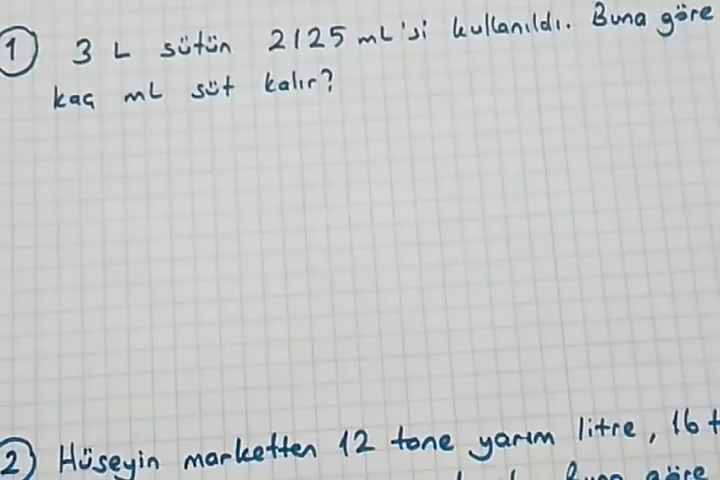 1 3 L sütün 2125 mL'si kullanıldı. Buna göre
kaç mL süt kalır?
2) Hüseyin marketten 12 tane yarım litre, 16
göre